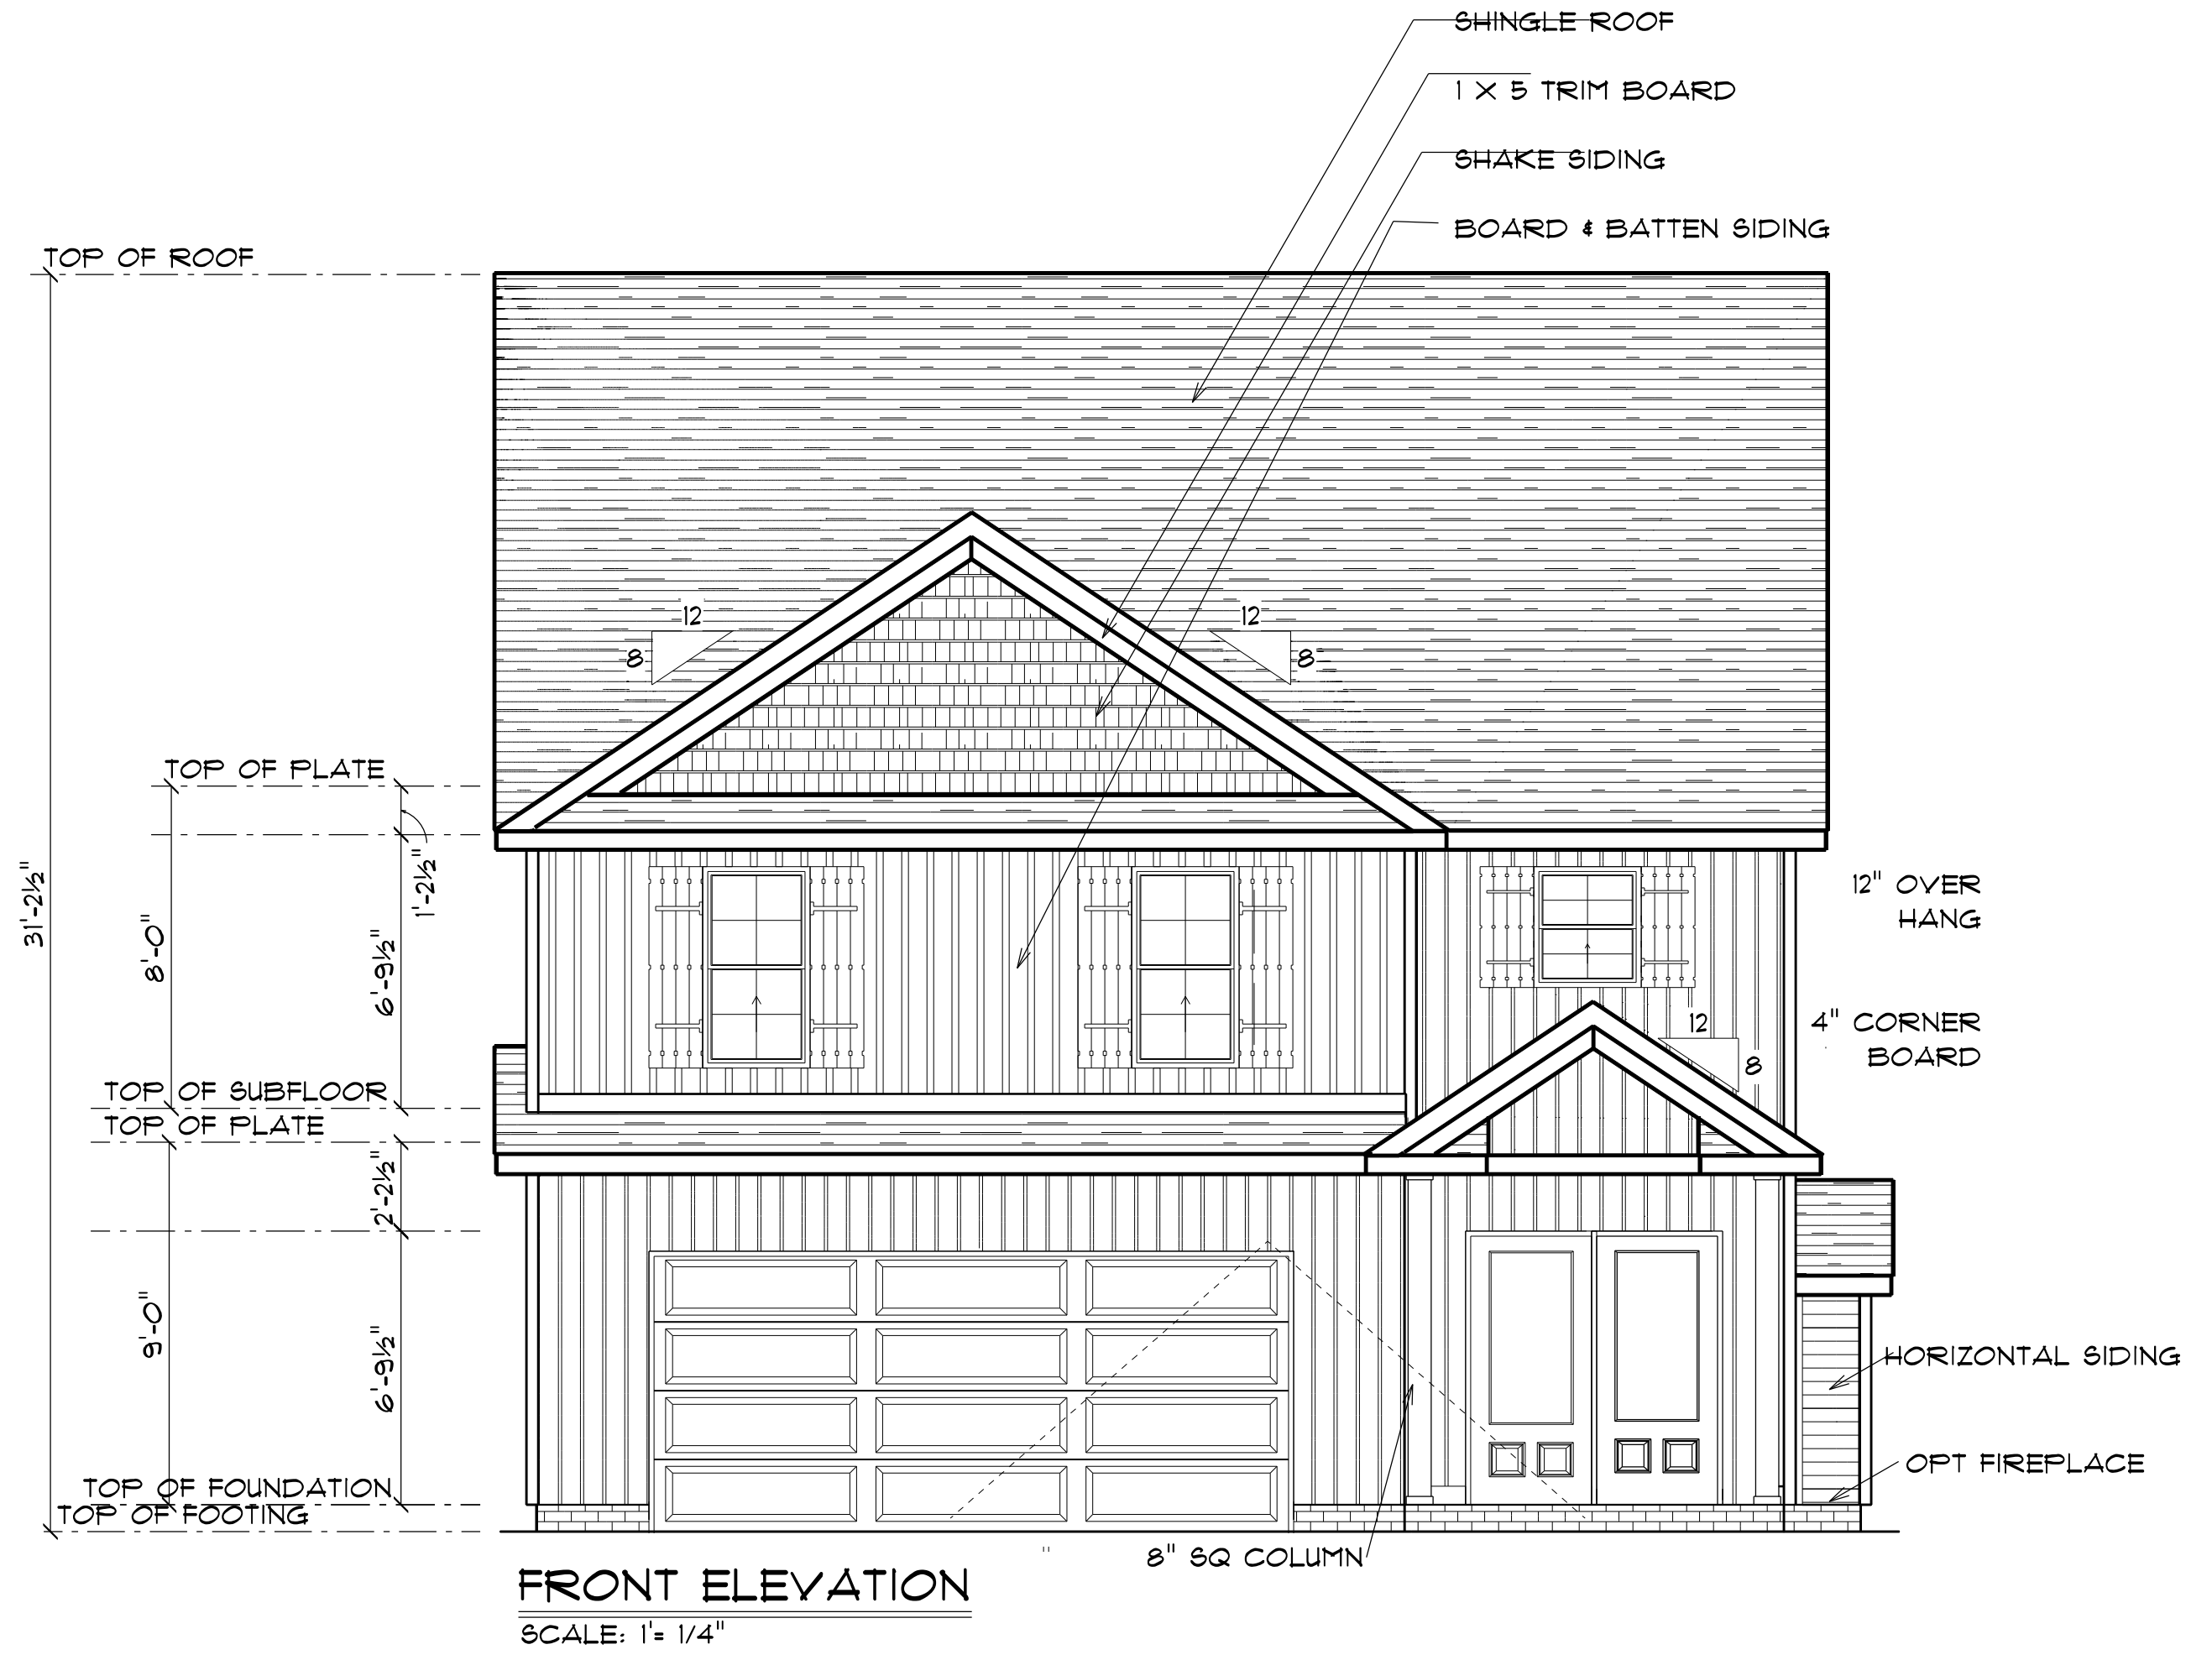 SHINGLE ROOF
1 X 5 TRIM BOARD
SHAKE SIDING
BOARD & BATTEN SIDING
TOP OF ROOF
12
8
12
8
TOP OF PLATE
1'-2½"
31'-2½"
8'-0"
6'-9½"
12" OVER
HANG
4" CORNER
BOARD
12
8
TOP OF SUBFLOOR
TOP OF PLATE
2'-2½"
9'-0"
6'-9½"
HORIZONTAL SIDING
OPT FIREPLACE
TOP OF FOUNDATION
TOP OF FOOTING
"
8" SQ COLUMN
FRONT ELEVATION
SCALE: 1'= 1/4"